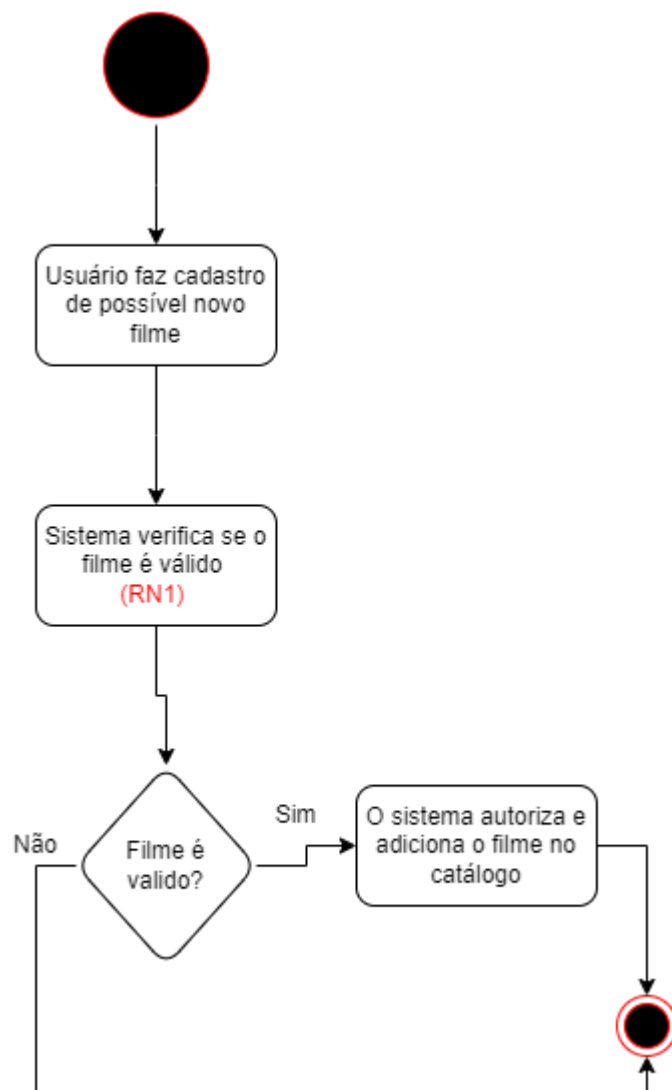 Usuário faz cadastro
de possível novo
filme
Sistema verifica se o
filme é válido
(RN1)
Não
Filme é
valido?
Sim
O sistema autoriza e
adiciona o filme no
catálogo